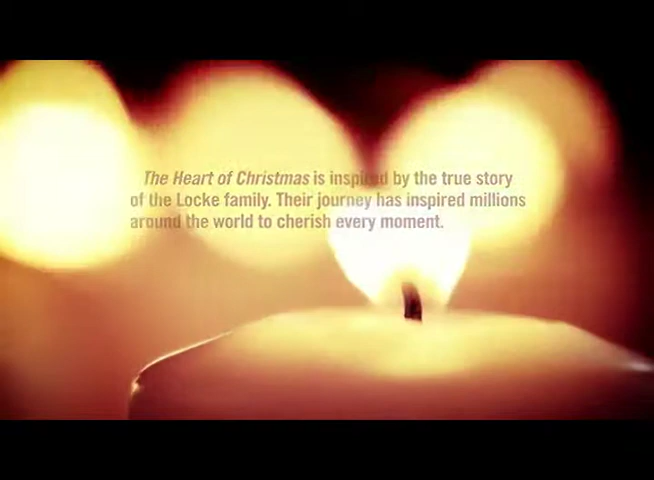 The Heart of Christmas is inspired by the true story
of the Locke family. Their journey has inspired millions
around the world to cherish every moment.